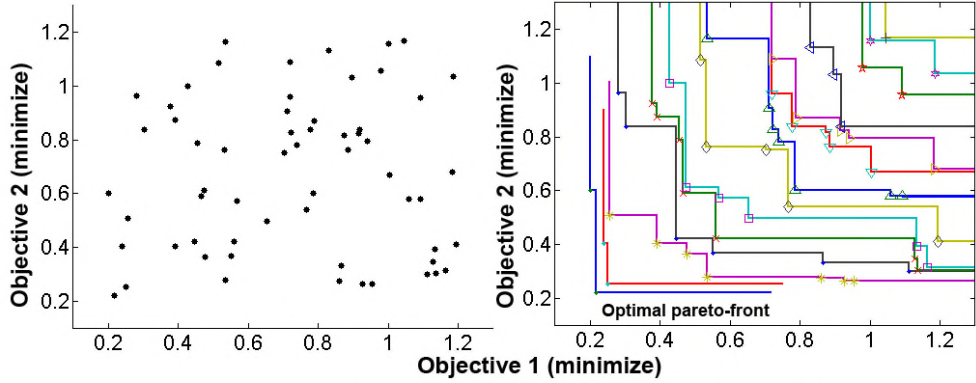 Objective 2 (minimize)
1.2
1
0.8
0.6
0.4
0.2
0.2 0.4 0.6 0.8 1 1.2
Objective 2 (minimize)
1.2
1
0.8
0.6
0.4
0.2
Optimal pareto-front
0.2 0.4 0.6 0.8 1 1.2
Objective 1 (minimize)